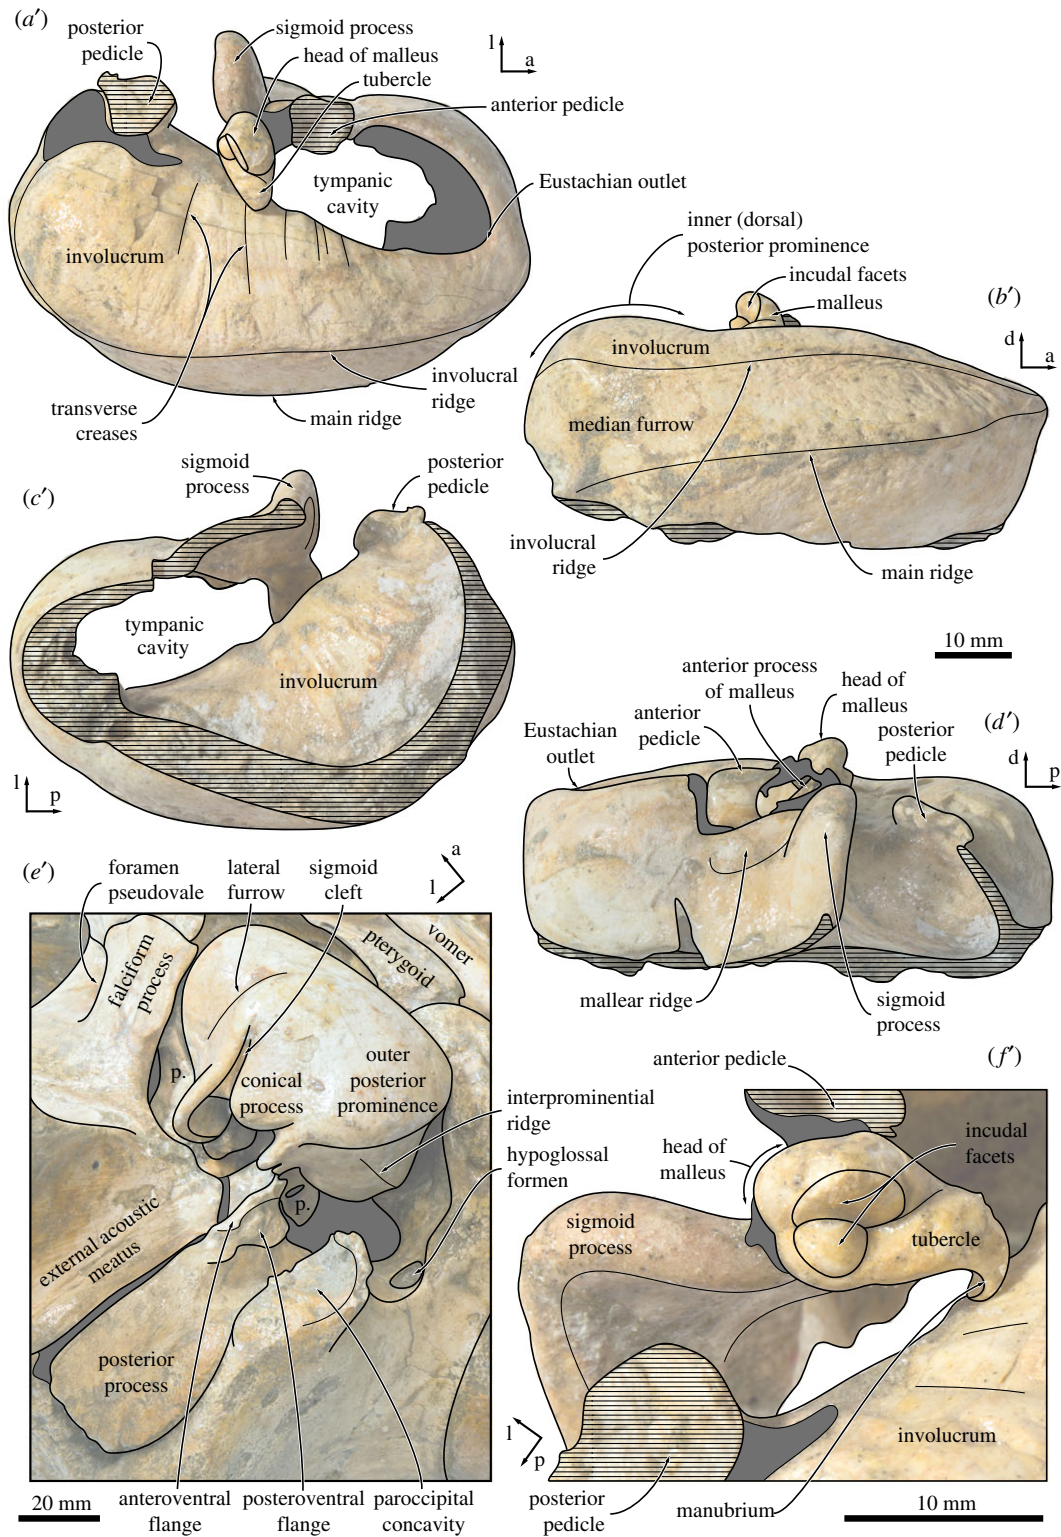 (a′)
posterior
pedicle
sigmoid process
head of malleus
tubercle
anterior pedicle
l
a
tympanic
cavity
Eustachian outlet
involucrum
involucral
ridge
main ridge
transverse
creases
(b′)
inner (dorsal)
posterior prominence
incudal facets
malleus
d
a
involucrum
median furrow
involucral
ridge
main ridge
10 mm
(c′)
sigmoid
process
posterior
pedicle
tympanic
cavity
involucrum
l
p
(d′)
anterior process
of malleus
head of
malleus
anterior
pedicle
posterior
pedicle
Eustachian
outlet
d
p
mallear ridge
sigmoid
process
(e′)
foramen
pseudovale
lateral
furrow
sigmoid
cleft
a
l
falciform
process
pterygoid
vomer
p.
conical
process
outer
posterior
prominence
interprominential
ridge
hypoglossal
formen
p.
external acoustic
meatus
posterior
process
20 mm
anteroventral
flange
posteroventral
flange
paroccipital
concavity
(f′)
anterior pedicle
head of
malleus
incudal
facets
sigmoid
process
tubercle
l
p
involucrum
posterior
pedicle
manubrium
10 mm